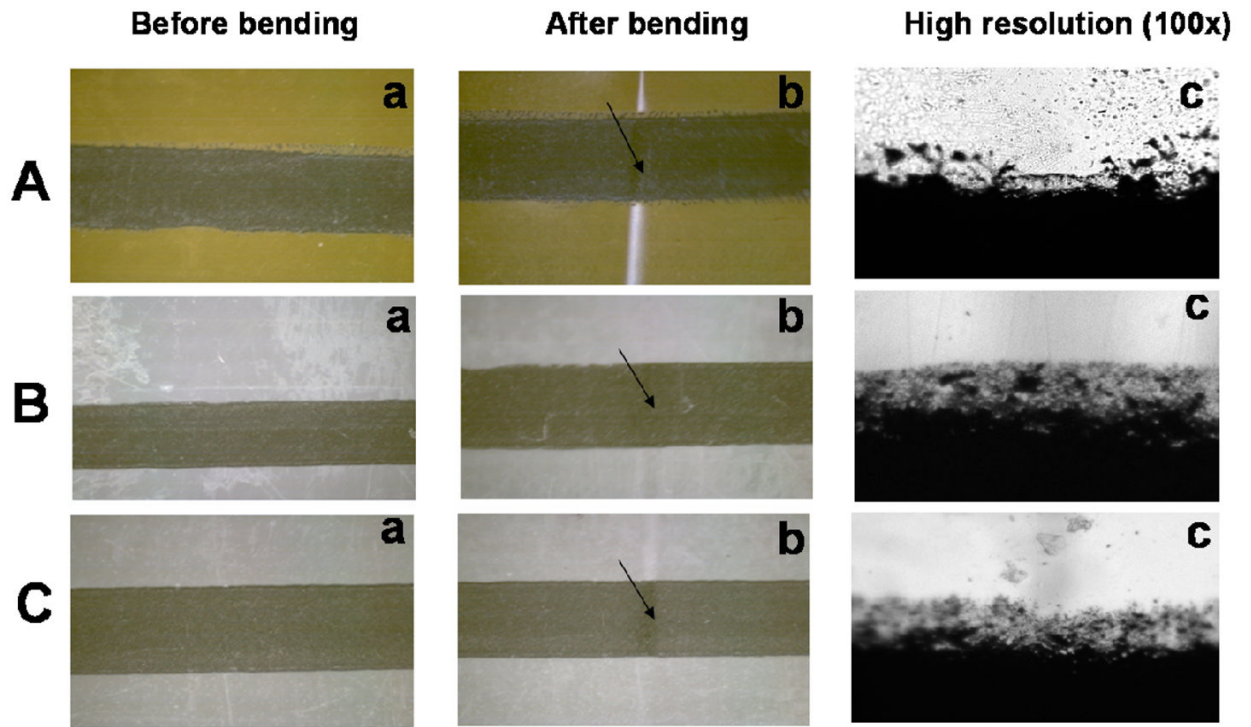 Before bending After bending High resolution (100x)
A a b c
B a b c
C a b c